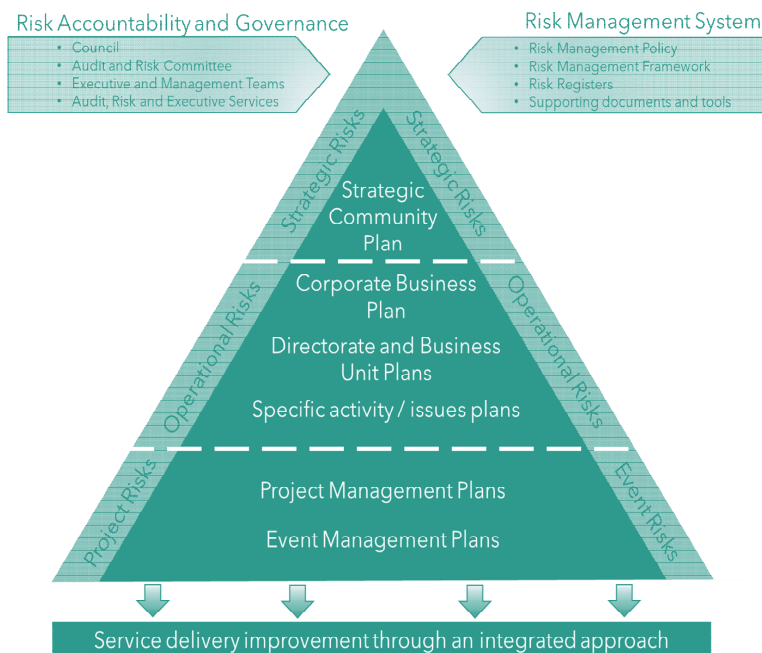 Risk Accountability and Governance
• Council
• Audit and Risk Committee
• Executive and Management Teams
• Audit, Risk and Executive Services
Risk Management System
• Risk Management Policy
• Risk Management Framework
• Risk Registers
• Supporting documents and tools
Strategic Risks
Strategic Risks
Strategic
Community
Plan
Operational Risks
Operational Risks
Corporate Business
Plan
Directorate and Business
Unit Plans
Specific activity / issues plans
Project Risks
Event Risks
Project Management Plans
Event Management Plans
Service delivery improvement through an integrated approach